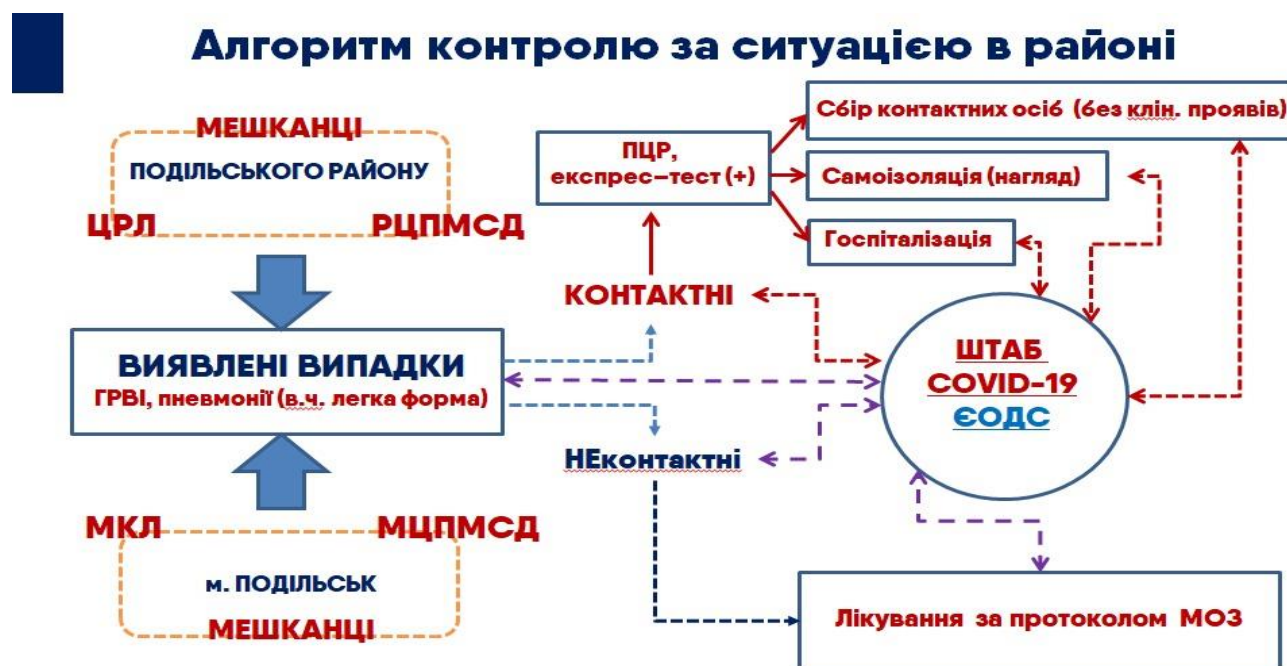 Алгоритм контролю за ситуацією в районі
МЕШКАНЦІ
ПОДІЛЬСЬКОГО РАЙОНУ
ЦРЛ
РЦПМСД
ВИЯВЛЕНІ ВИПАДКИ
ГРВІ, пневмонії (в.ч. легка форма)
МКЛ
МЦПМСД
м. ПОДІЛЬСЬК
МЕШКАНЦІ
ПЦР,
експрес-тест (+)
КОНТАКТНІ
НЕконтактні
Сбір контактних осіб (без клін. проявів)
Самоізоляція (нагляд)
Госпіталізація
ШТАБ
COVID-19
ЄОДС
Лікування за протоколом МОЗ